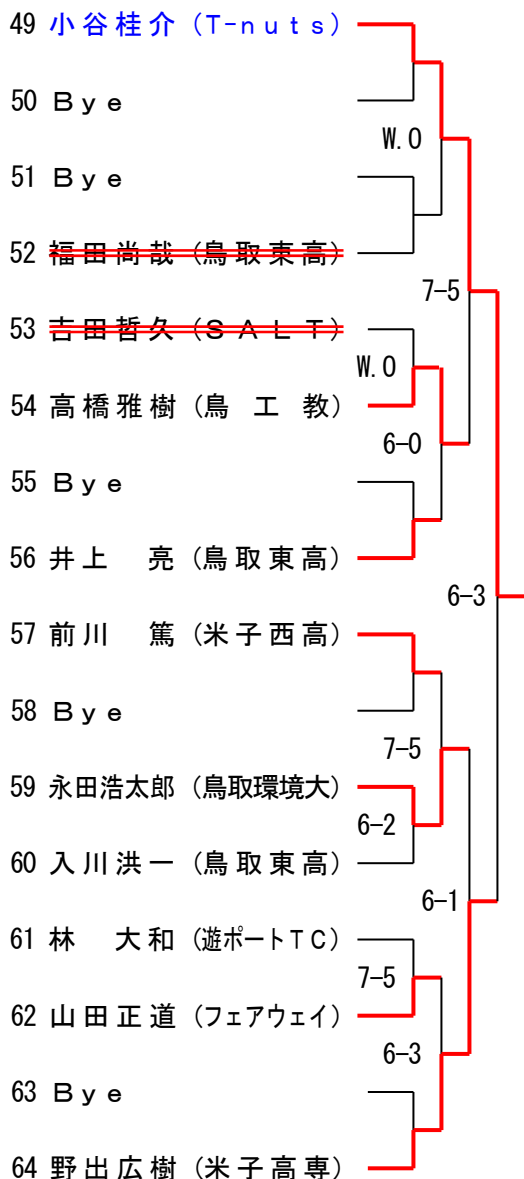 49 小谷桂介 (T-nuts)
50 Bye
W.O
51 Bye
52 福田尚哉 (鳥取東高)
7-5
53 吉田哲久 (SALT)
W.O
54 高橋雅樹 (鳥工教)
6-0
55 Bye
56 井上 亮 (鳥取東高)
6-3
57 前川 篤 (米子西高)
58 Bye
7-5
59 永田浩太郎 (鳥取環境大)
6-2
60 入川洪一 (鳥取東高)
6-1
61 林 大和 (遊ポートTC)
7-5
62 山田正道 (フェアウェイ)
6-3
63 Bye
64 野出広樹 (米子高専)